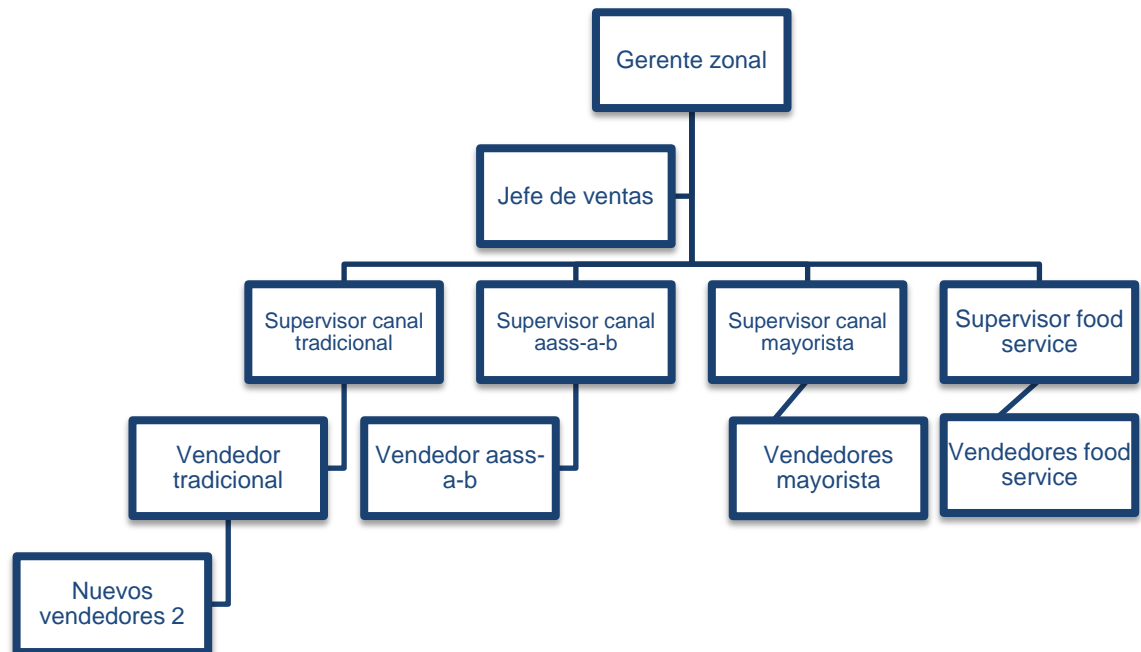 Gerente zonal
Jefe de ventas
Supervisor canal
tradicional
Supervisor canal
aass-a-b
Supervisor canal
mayorista
Supervisor food
service
Vendedor
tradicional
Vendedor aass-
a-b
Vendedores
mayorista
Vendedores food
service
Nuevos
vendedores 2